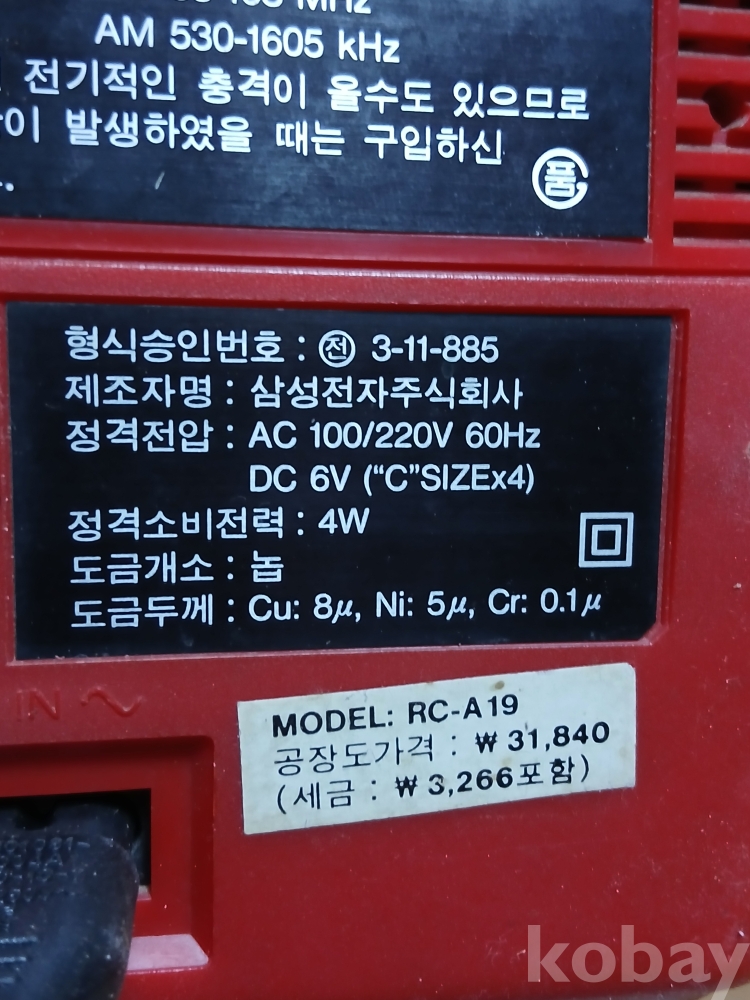 MHz
AM 530-1605 kHz
전기적인 충격이 올수도 있으므로
이 발생하였을 때는 구입하신
품
형식승인번호 : 전 3-11-885
제조자명 : 삼성전자주식회사
정격전압 : AC 100/220V 60Hz
DC 6V ("C"SIZEx4)
정격소비전력 : 4W
도금개소 : 놉
도금두께 : Cu: 8μ, Ni: 5μ, Cr: 0.1μ
IN
MODEL: RC-A19
공장도가격 : ₩ 31,840
(세금 : ₩ 3,266포함)
kobay